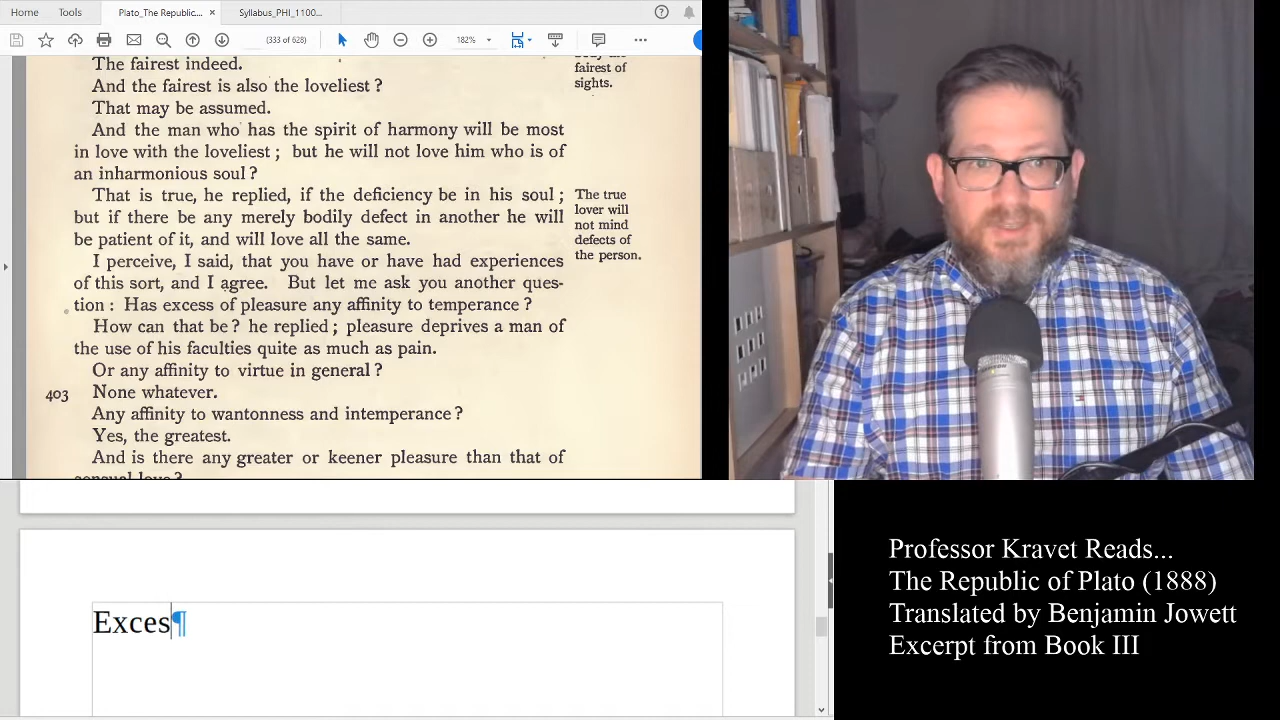 Home Tools Plato_The Republic.... × Syllabus_PHI_1100...
(333 of 628) 182%
The fairest indeed.
And the fairest is also the loveliest ?
That may be assumed.
And the man who has the spirit of harmony will be most
in love with the loveliest ; but he will not love him who is of
an inharmonious soul ?
That is true, he replied, if the deficiency be in his soul ;
but if there be any merely bodily defect in another he will
be patient of it, and will love all the same.
I perceive, I said, that you have or have had experiences
of this sort, and I agree. But let me ask you another ques-
tion : Has excess of pleasure any affinity to temperance ?
How can that be ? he replied ; pleasure deprives a man of
the use of his faculties quite as much as pain.
Or any affinity to virtue in general ?
403 None whatever.
Any affinity to wantonness and intemperance ?
Yes, the greatest.
And is there any greater or keener pleasure than that of
sensual love ?
fairest of
sights.
The true
lover will
not mind
defects of
the person.
Exces¶
Professor Kravet Reads...
The Republic of Plato (1888)
Translated by Benjamin Jowett
Excerpt from Book III